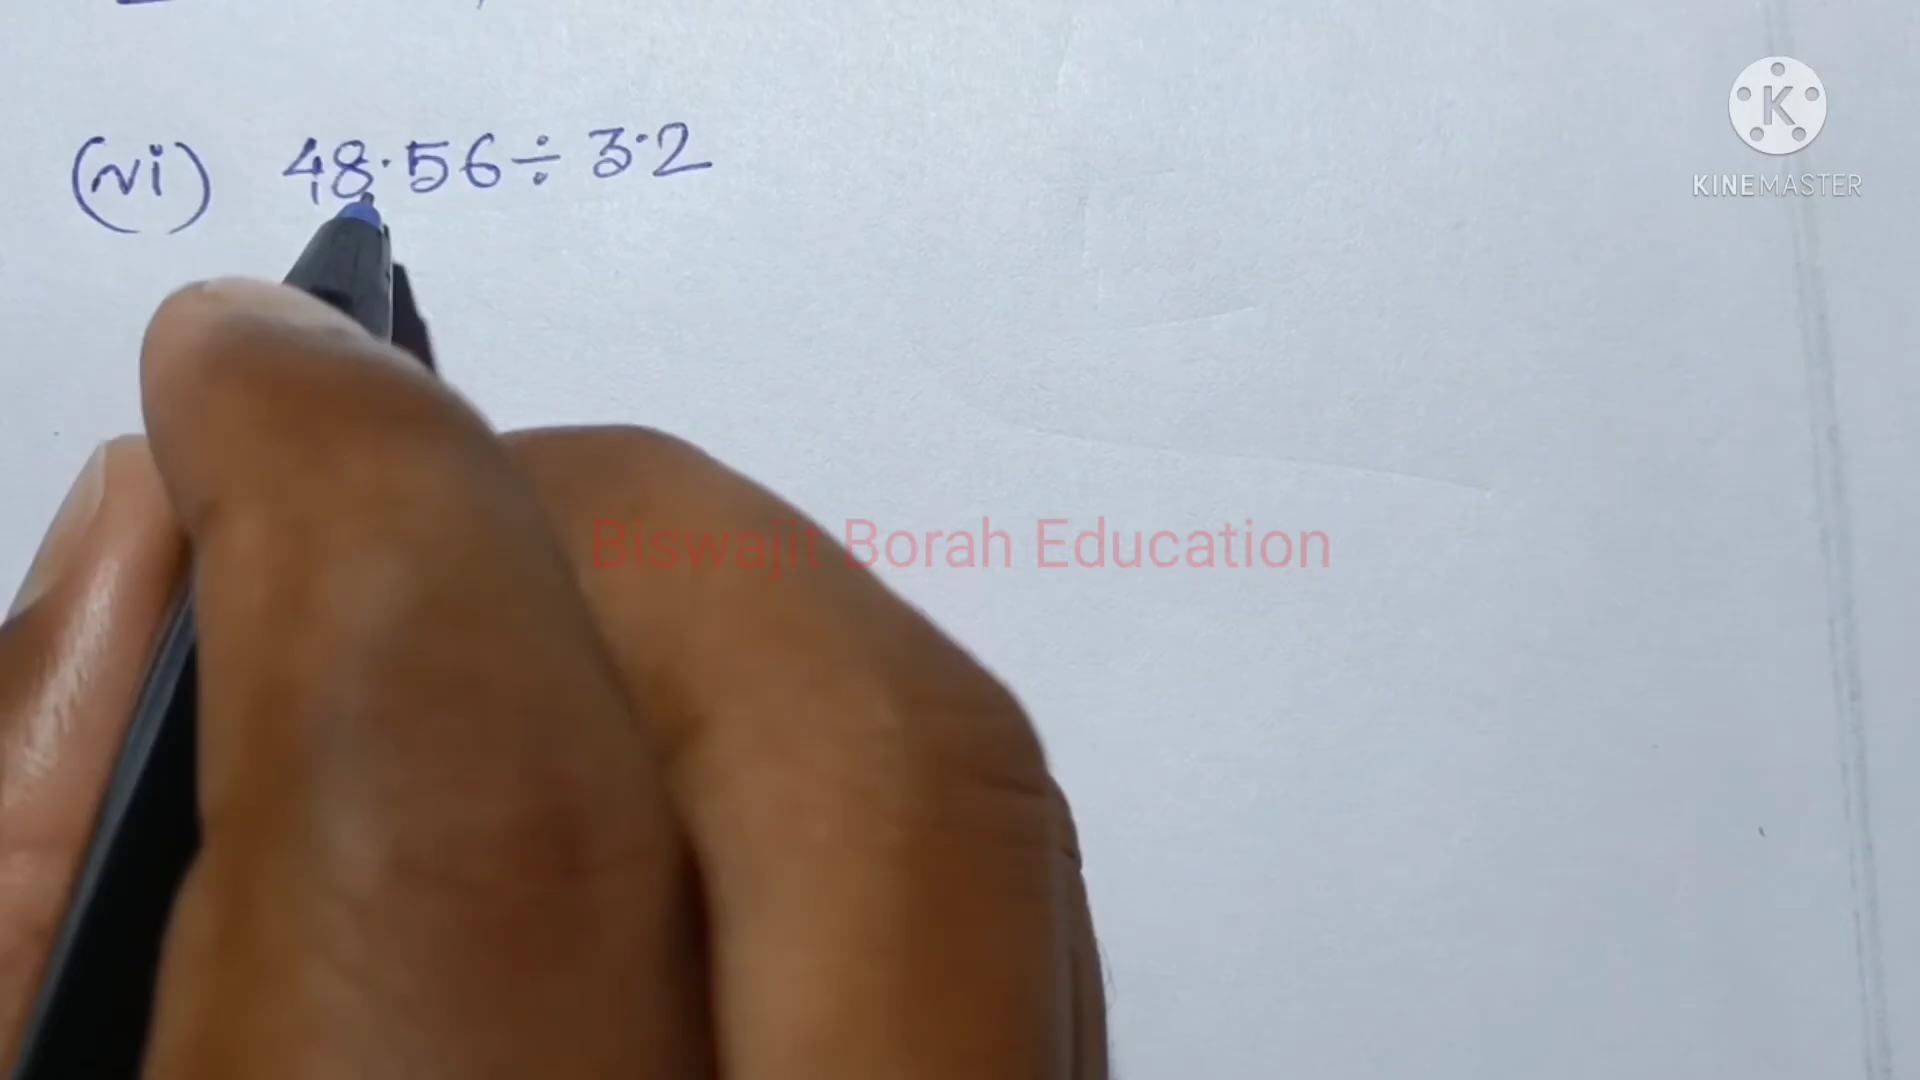 (vi) 48·56 ÷ 3·2
K
KINEMASTER
Biswajit Borah Education